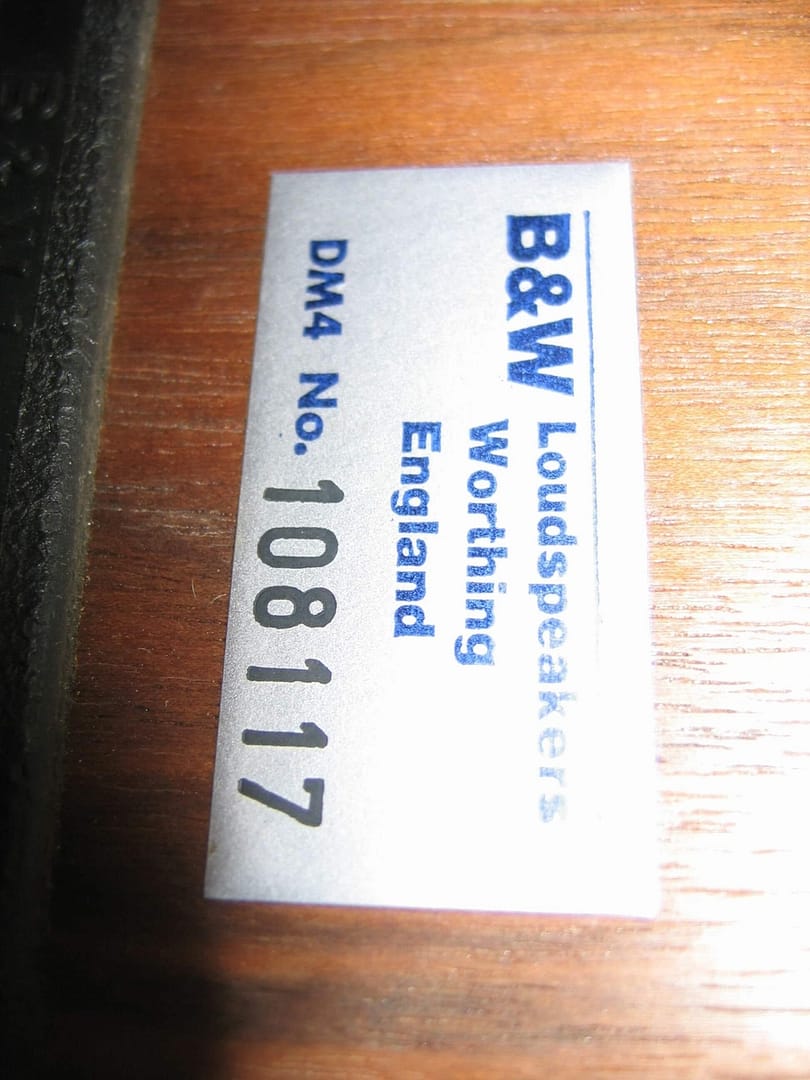 B&W Loudspeakers
Worthing
England
DM4 No. 108117